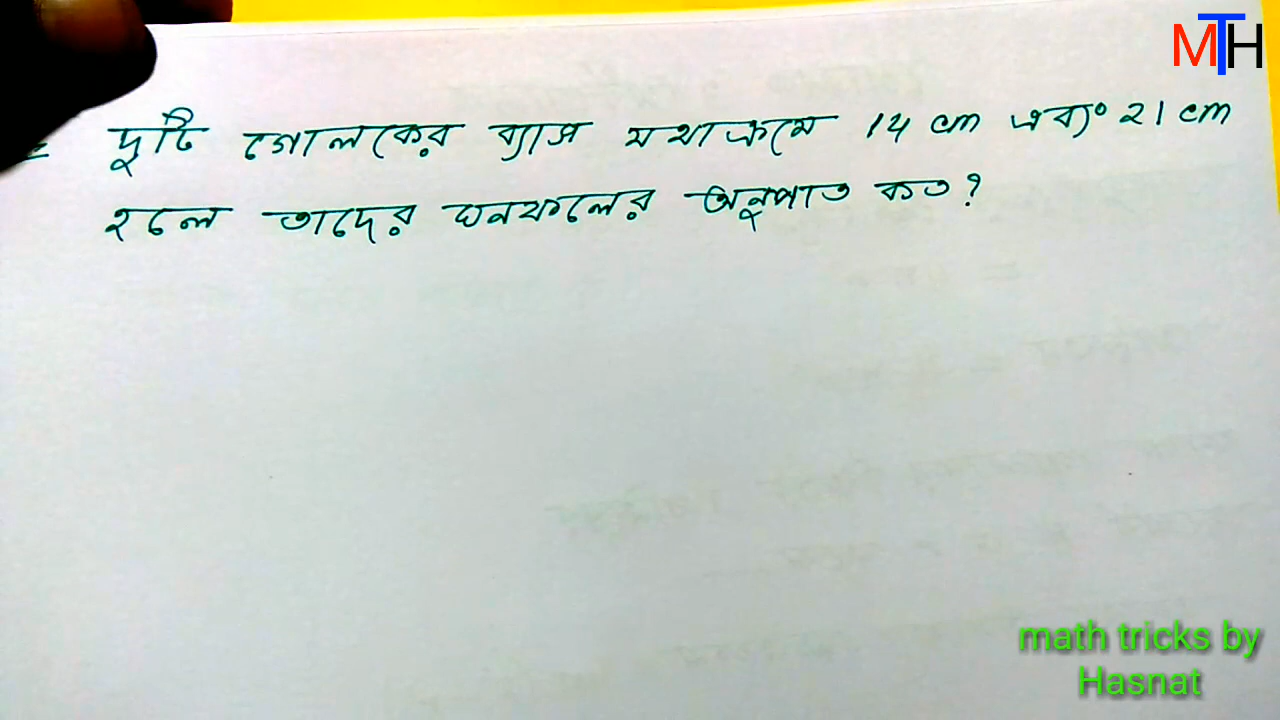 MTH
দুটি গোলকের ব্যাস যথাক্রমে 14 cm এবং 21 cm
হলে তাদের ঘনফলের অনুপাত কত?
math tricks by
Hasnat